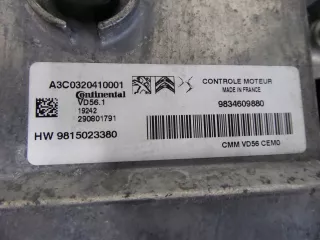 A3C0320410001
Continental
VD56.1
19242
290801791
HW 9815023380
CONTROLE MOTEUR
MADE IN FRANCE
9834609880
CMM VD56 CEM0